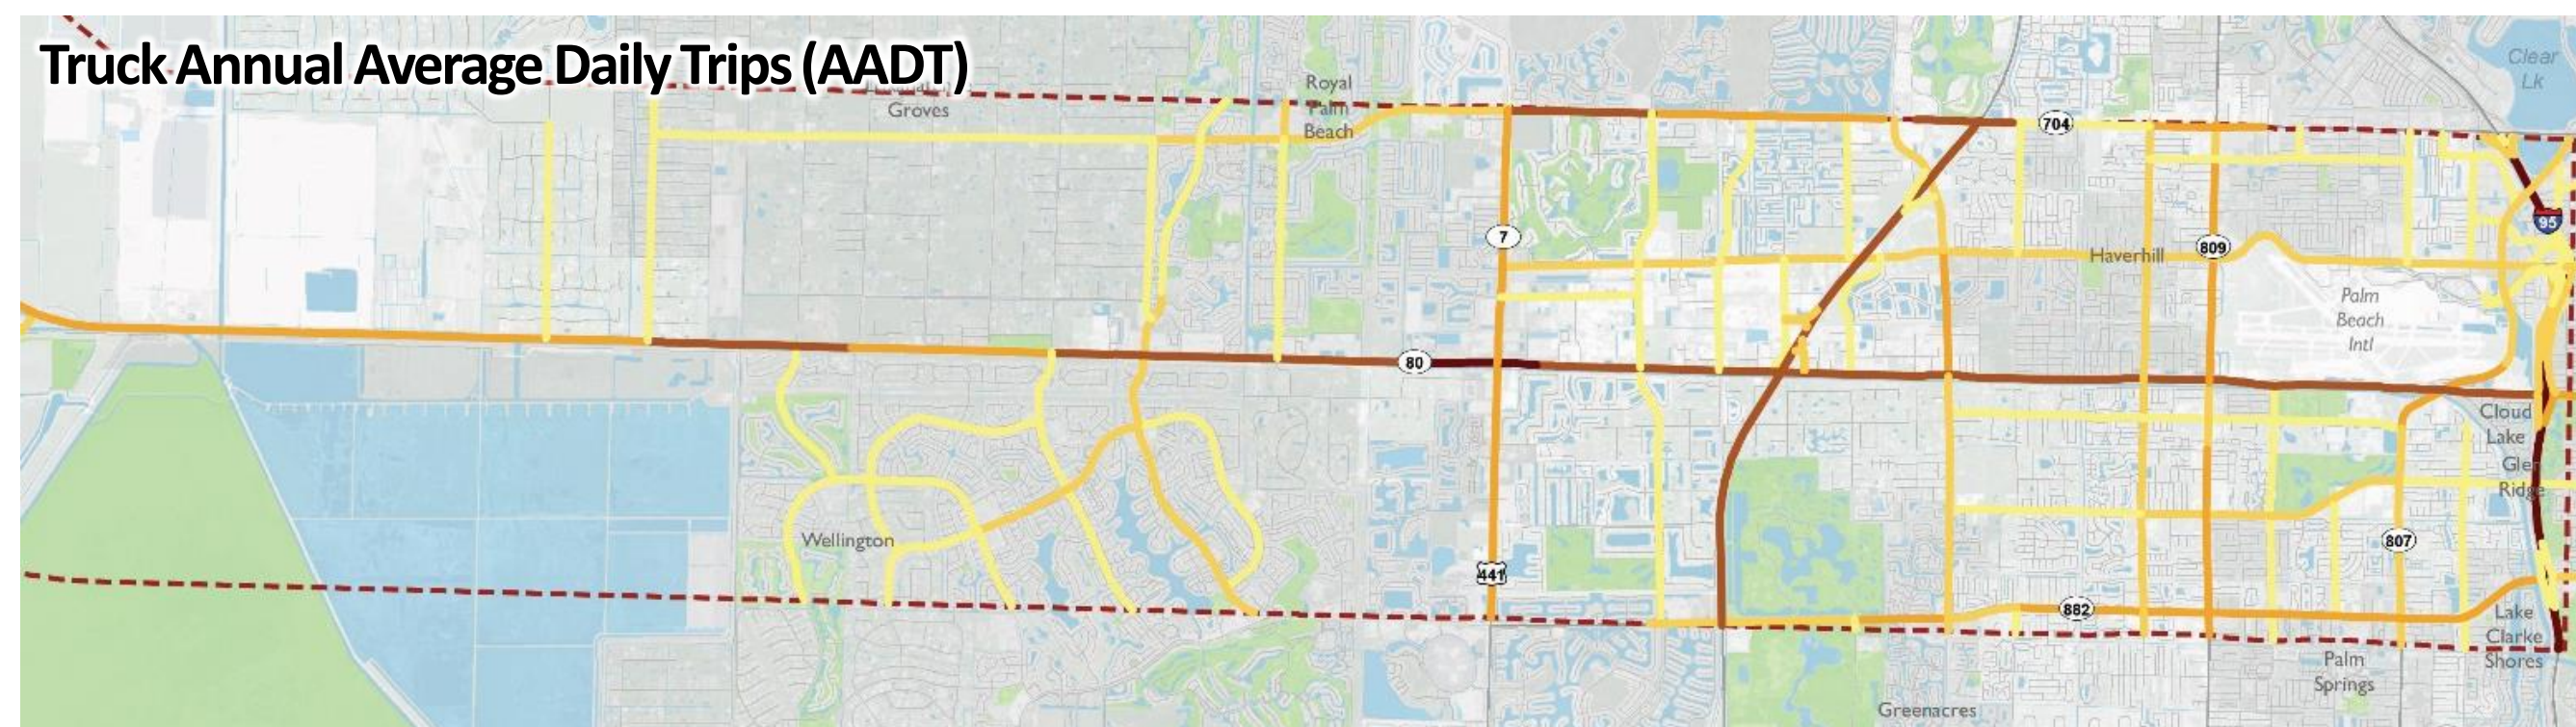 Truck Annual Average Daily Trips (AADT)
Groves
Royal
Palm
Beach
Clear
Lk
704
95
7
809
Haverhill
Palm
Beach
Intl
80
Cloud
Lake
Glen
Ridge
Wellington
807
441
882
Lake
Clarke
Shores
Palm
Springs
Greenacres